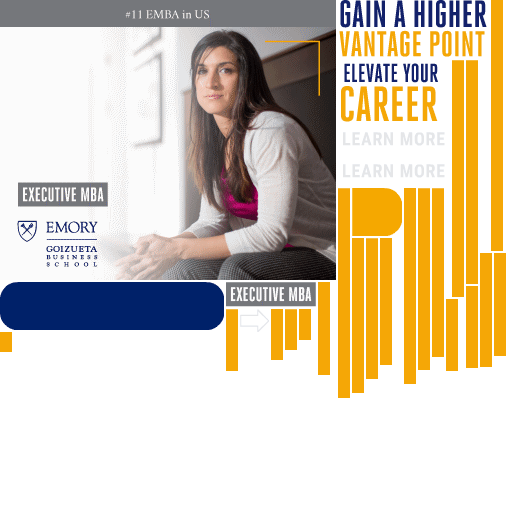 #11 EMBA in US
GAIN A HIGHER
VANTAGE POINT
ELEVATE YOUR
CAREER
LEARN MORE
LEARN MORE
EXECUTIVE MBA
EMORY
GOIZUETA
BUSINESS
SCHOOL
EXECUTIVE MBA